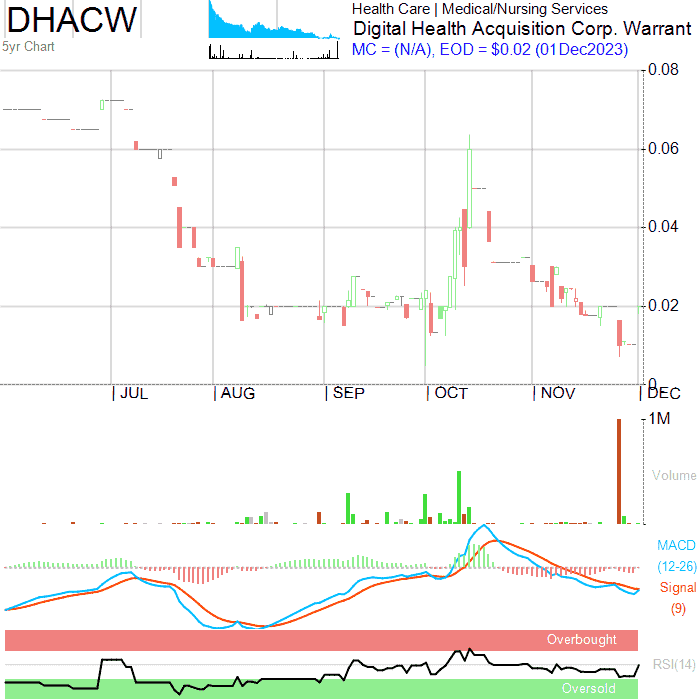 DHACW
5yr Chart
Health Care | Medical/Nursing Services
Digital Health Acquisition Corp. Warrant
MC = (N/A), EOD = $0.02 (01Dec2023)
0.08
0.06
0.04
0.02
0
JUL AUG SEP OCT NOV DEC
1M
Volume
MACD
(12-26)
Signal
(9)
Overbought
RSI(14)
Oversold